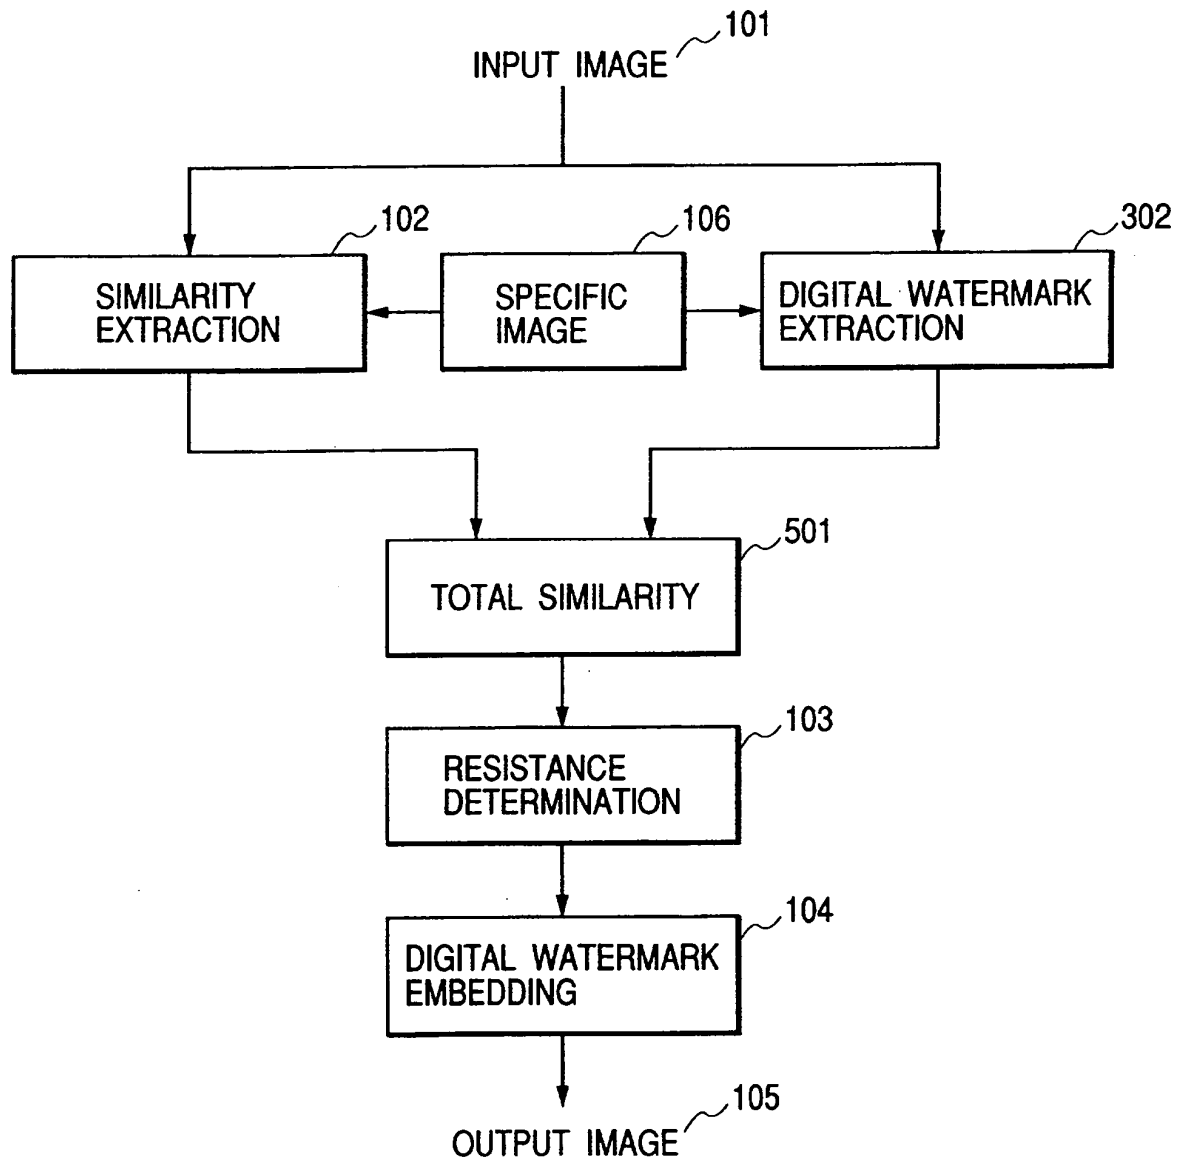 101
INPUT IMAGE
102
106
302
SIMILARITY
EXTRACTION
SPECIFIC
IMAGE
DIGITAL WATERMARK
EXTRACTION
501
TOTAL SIMILARITY
103
RESISTANCE
DETERMINATION
104
DIGITAL WATERMARK
EMBEDDING
105
OUTPUT IMAGE